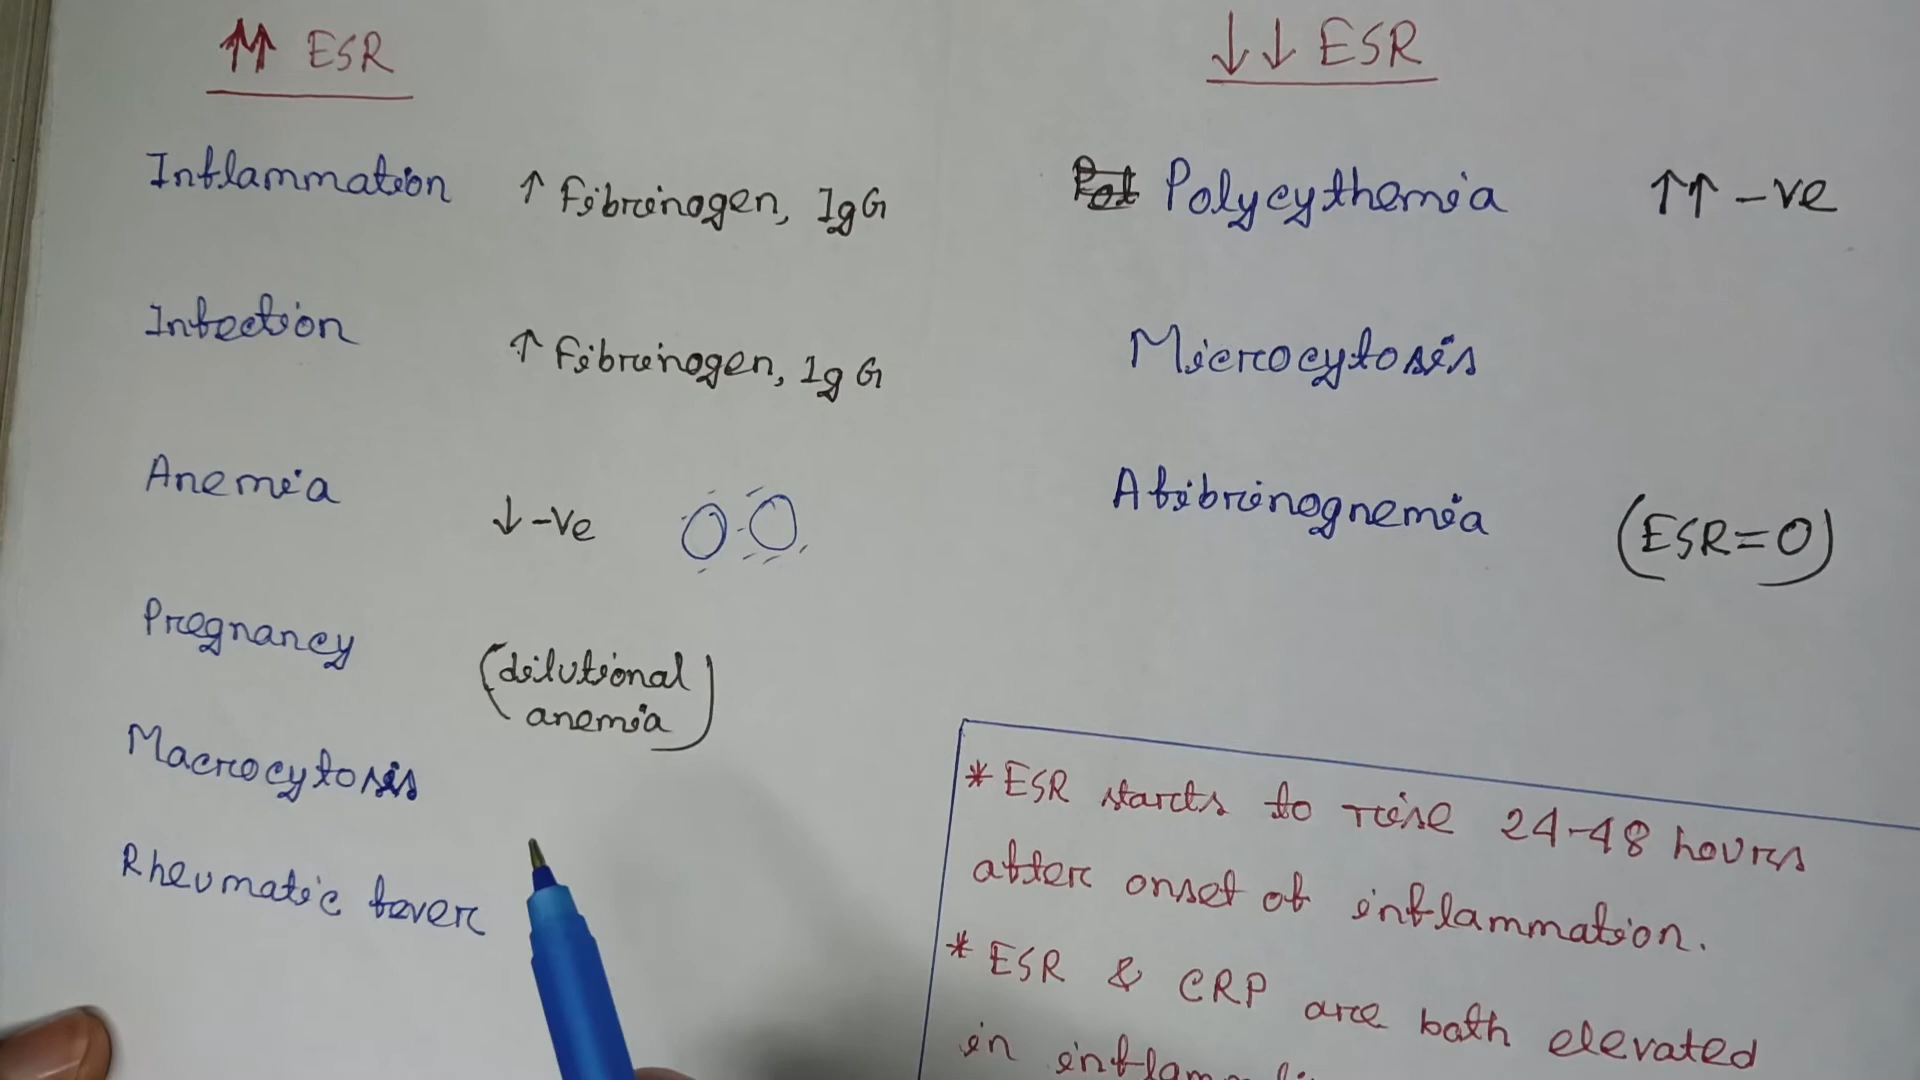 ↑↑ ESR
Inflammation ↑ Fibrinogen, IgG
Infection ↑ Fibrinogen, IgG
Anemia ↓ -ve
Pregnancy (dilutional
anemia)
Macrocytosis
Rheumatic fever
↓↓ ESR
Polycythemia ↑↑ -ve
Microcytosis
Afibrinognemia (ESR=0)
* ESR starts to rise 24-48 hours
after onset of inflammation.
* ESR & CRP are both elevated
in